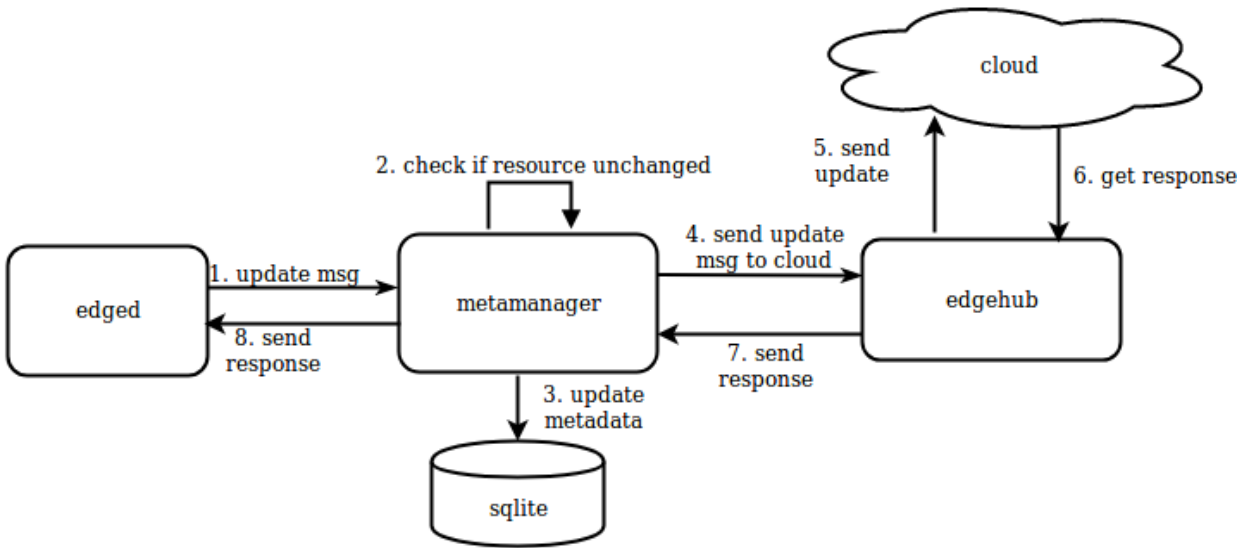 cloud
5. send
update
6. get response
2. check if resource unchanged
4. send update
msg to cloud
1. update msg
edged
metamanager
edgehub
8. send
response
7. send
response
3. update
metadata
sqlite